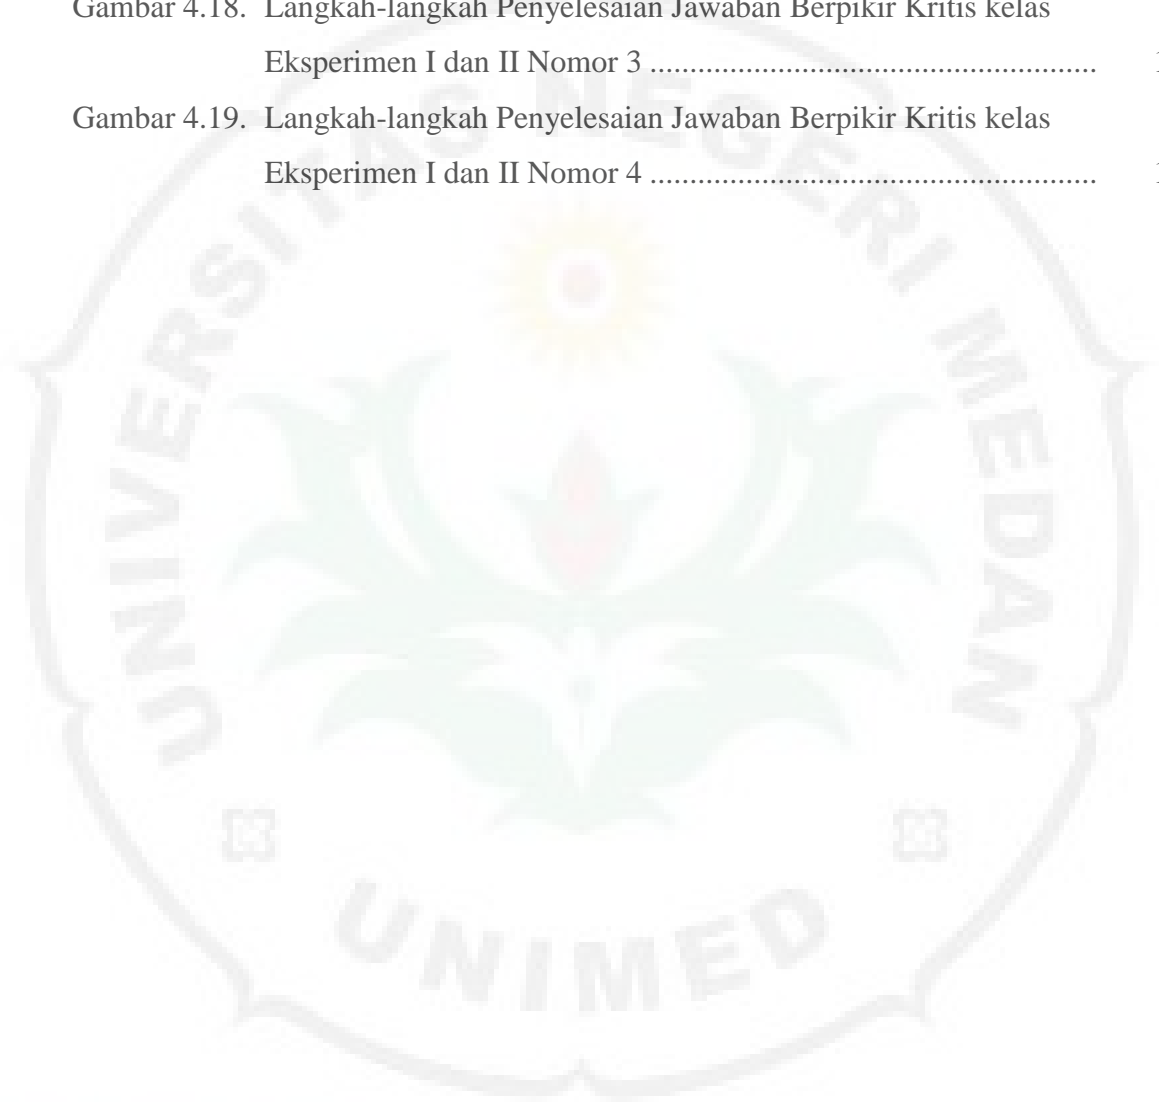 Gambar 4.18. Langkah-langkah Penyelesaian Jawaban Berpikir Kritis kelas
Eksperimen I dan II Nomor 3 ........................................................
Gambar 4.19. Langkah-langkah Penyelesaian Jawaban Berpikir Kritis kelas
Eksperimen I dan II Nomor 4 ........................................................
UNIVERSITAS NEGERI MEDAN
UNIMED